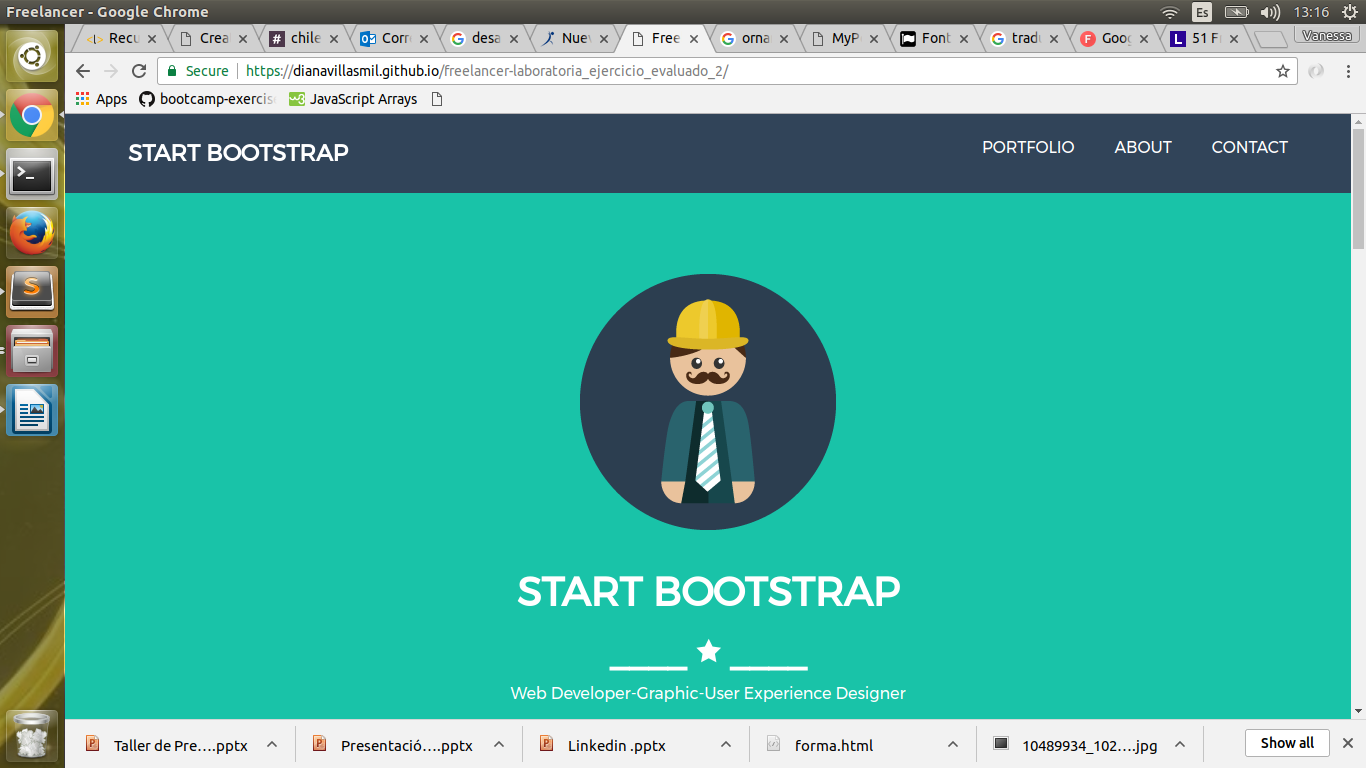 Freelancer - Google Chrome
Es
13:16
Recu
Crea
# chile
Corr
desa
Nuev
Free
orna
MyP
Font
tradu
F Goog
L 51 F
Vanessa
Secure
https://dianavillasmil.github.io/freelancer-laboratoria_ejercicio_evaluado_2/
Apps
bootcamp-exercis
w3 JavaScript Arrays
START BOOTSTRAP
PORTFOLIO
ABOUT
CONTACT
START BOOTSTRAP
Web Developer-Graphic-User Experience Designer
Taller de Pre....pptx
Presentació....pptx
Linkedin .pptx
forma.html
10489934_102....jpg
Show all